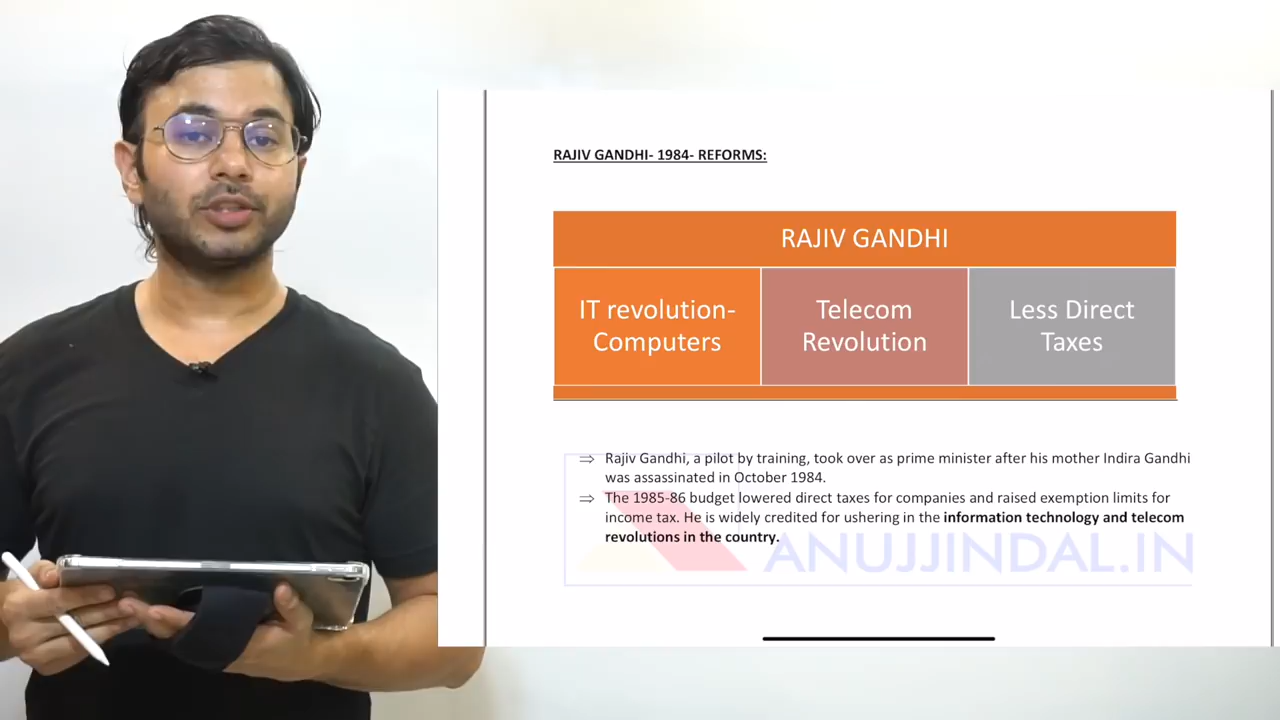 RAJIV GANDHI- 1984- REFORMS:
RAJIV GANDHI
IT revolution-
Computers
Telecom
Revolution
Less Direct
Taxes
⇒ Rajiv Gandhi, a pilot by training, took over as prime minister after his mother Indira Gandhi
was assassinated in October 1984.
⇒ The 1985-86 budget lowered direct taxes for companies and raised exemption limits for
income tax. He is widely credited for ushering in the information technology and telecom
revolutions in the country.
ANUJJINDAL.IN